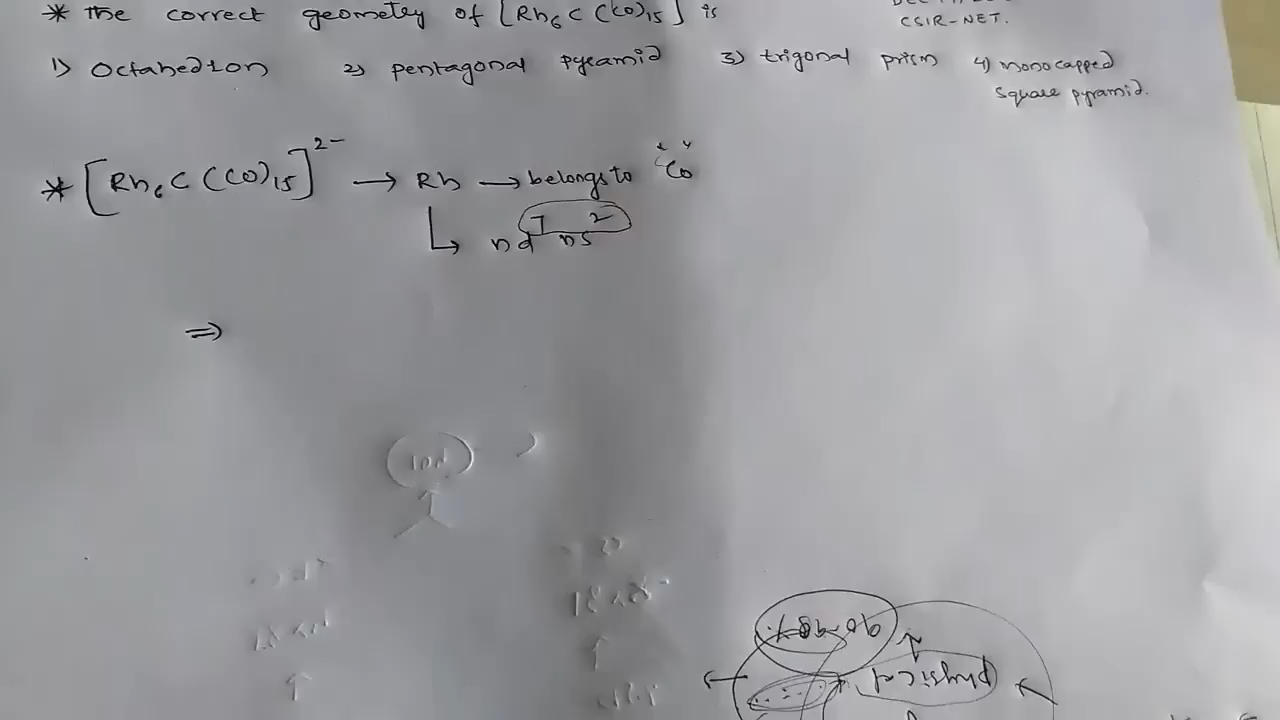 * The correct geometry of [Rh6C(CO)15] is
CSIR-NET.
1) Octahedron 2) pentagonal pyramid 3) trigonal prism 4) monocapped
square pyramid.
* [Rh6C(CO)15]2- → Rh → belongs to "Co
nd7 ns2
⇒
physical